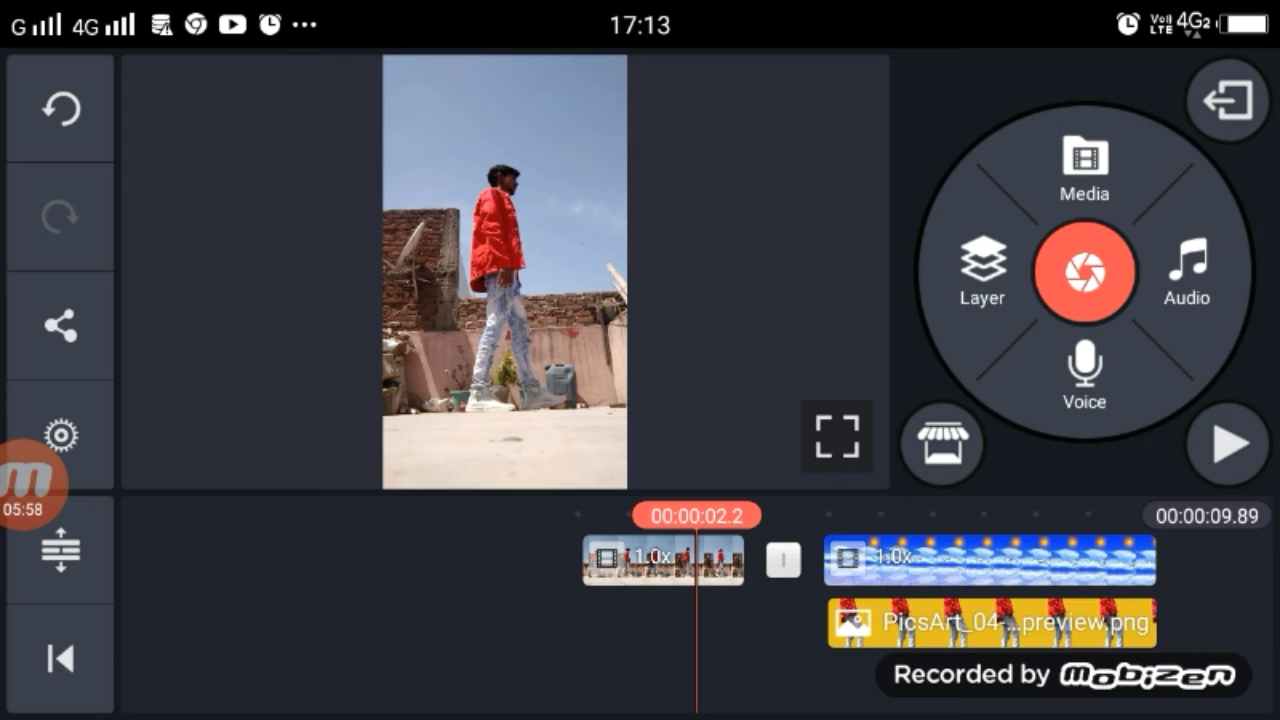 G 4G 17:13 Voll LTE 4G2
Media
Layer
Audio
Voice
05:58
00:00:02.2
00:00:09.89
1.0x
1.0x
PicsArt_04-...preview.png
Recorded by mobizen